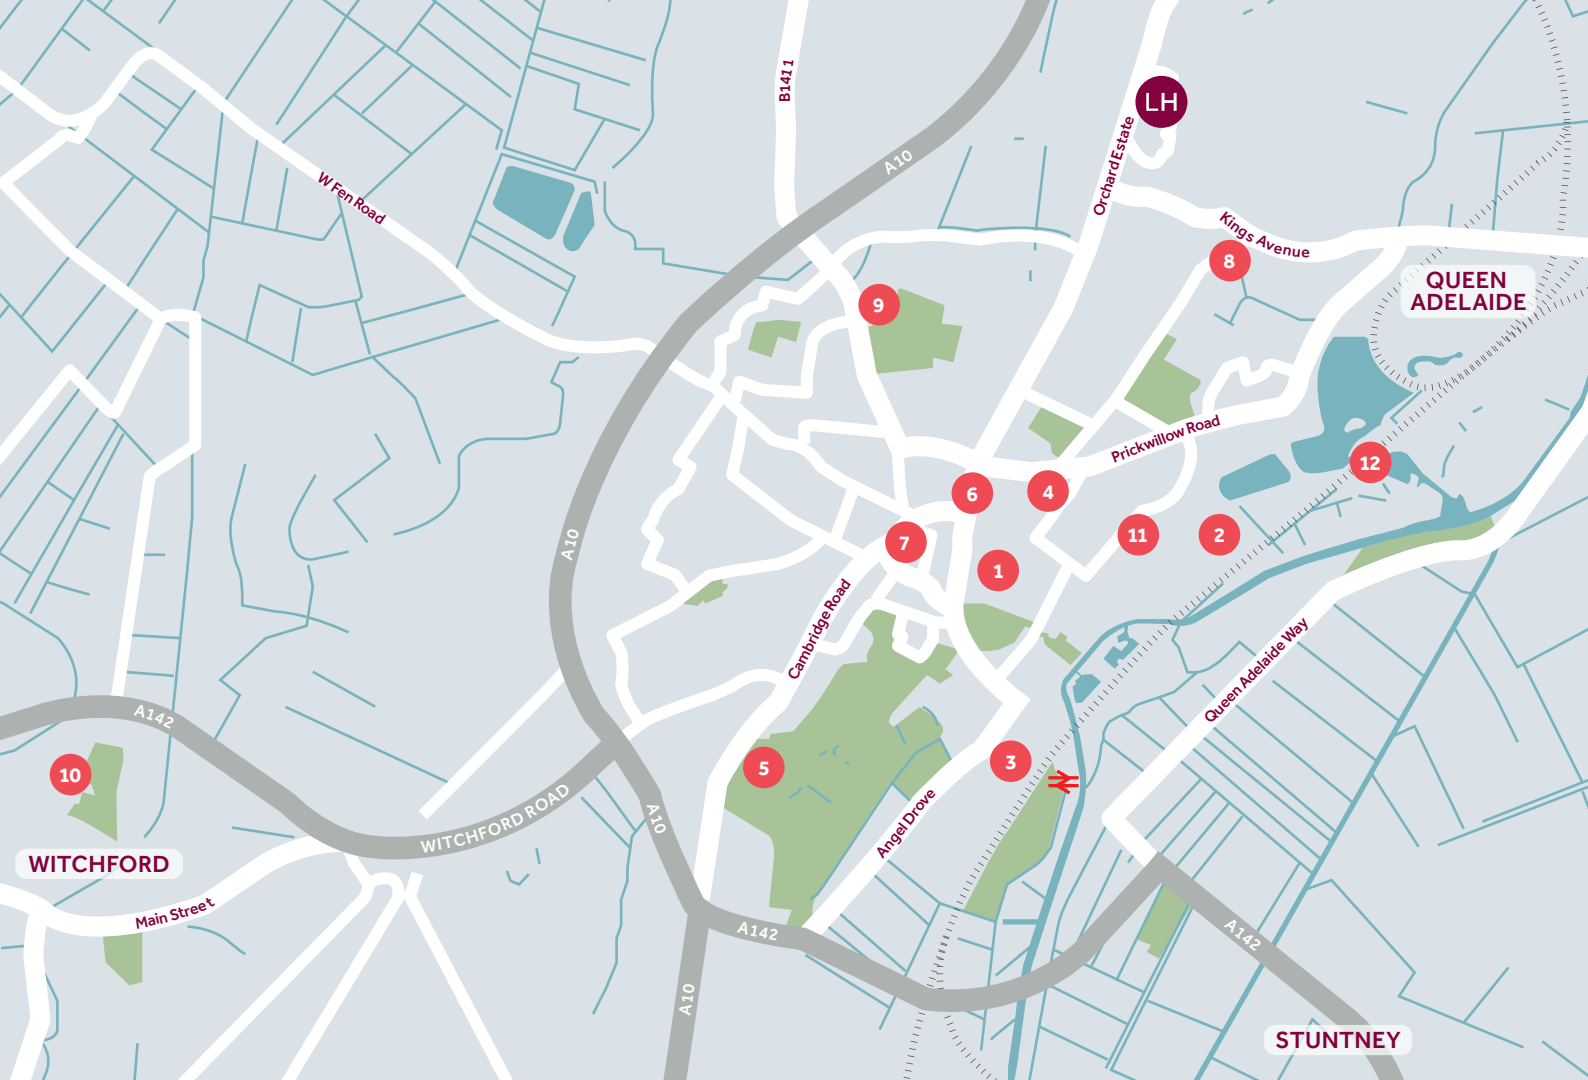 B1411
LH
A10
Orchard Estate
W Fen Road
Kings Avenue
8
QUEEN
ADELAIDE
9
Prickwillow Road
12
6
4
A10
7
11
2
1
Cambridge Road
Queen Adelaide Way
A142
10
5
3
WITCHFORD ROAD
A10
Angel Drove
WITCHFORD
Main Street
A142
A142
A10
STUNTNEY